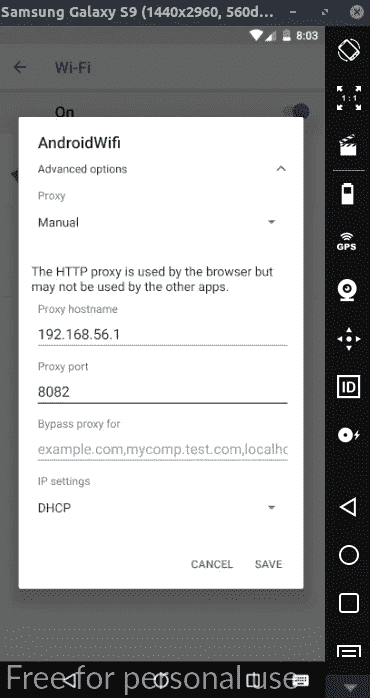 Samsung Galaxy S9 (1440x2960, 560d...
8:03
Wi-Fi
On
AndroidWifi
Advanced options
Proxy
Manual
The HTTP proxy is used by the browser but
may not be used by the other apps.
Proxy hostname
192.168.56.1
Proxy port
8082
Bypass proxy for
example.com,mycomp.test.com,localho
IP settings
DHCP
CANCEL SAVE
1:1
GPS
ID
Free for personal use